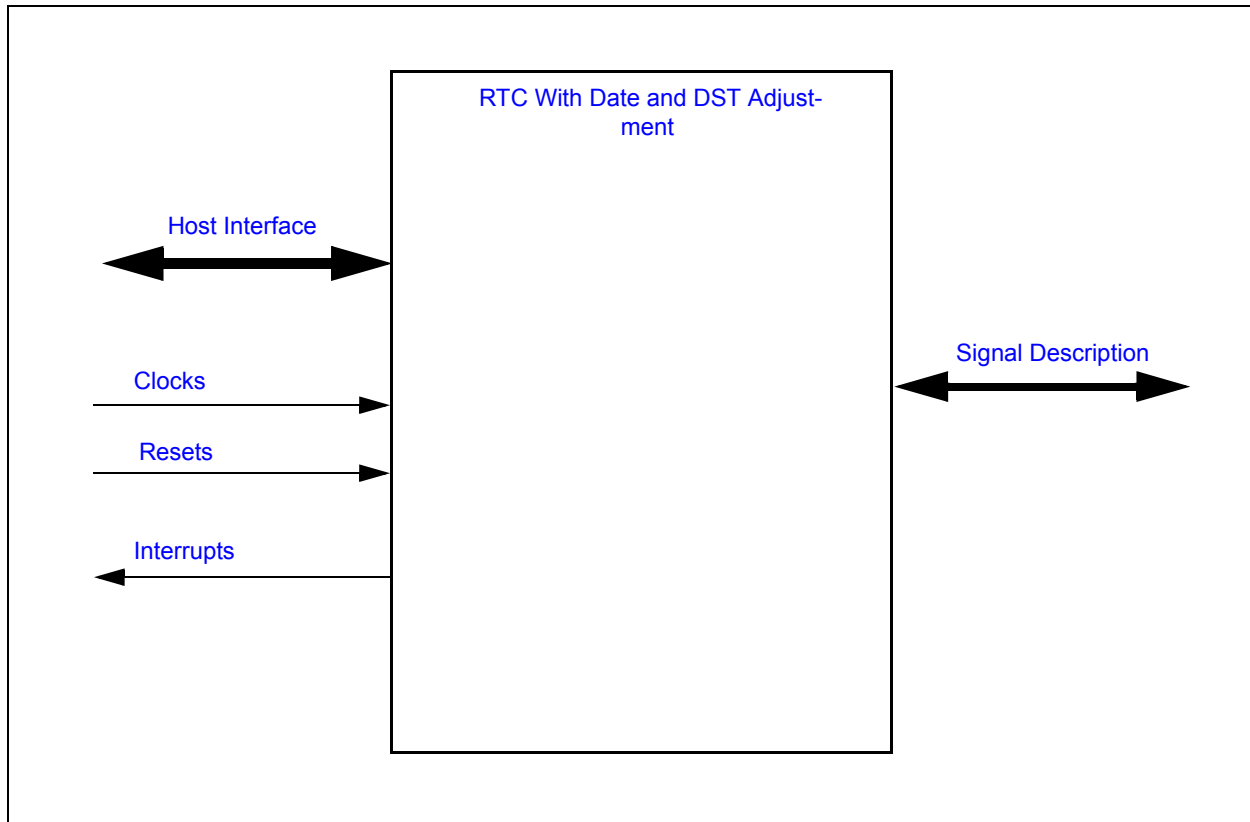 RTC With Date and DST Adjust-
ment
Host Interface
Signal Description
Clocks
Resets
Interrupts